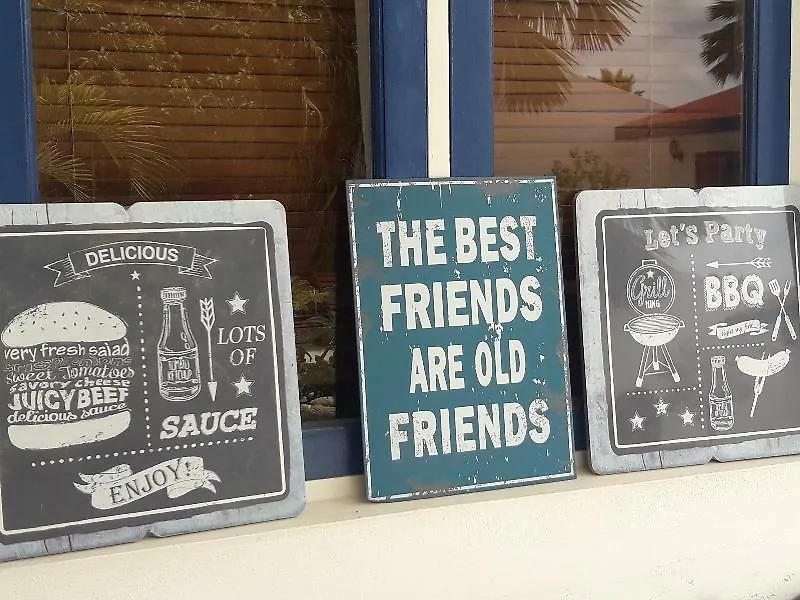 DELICIOUS
very fresh salad
Sweet Tomatoes
savory cheese
JUICY BEEF
delicious sauce
LOTS
OF
SAUCE
ENJOY!
THE BEST
FRIENDS
ARE OLD
FRIENDS
Let's Party
Grill
KING
BBQ